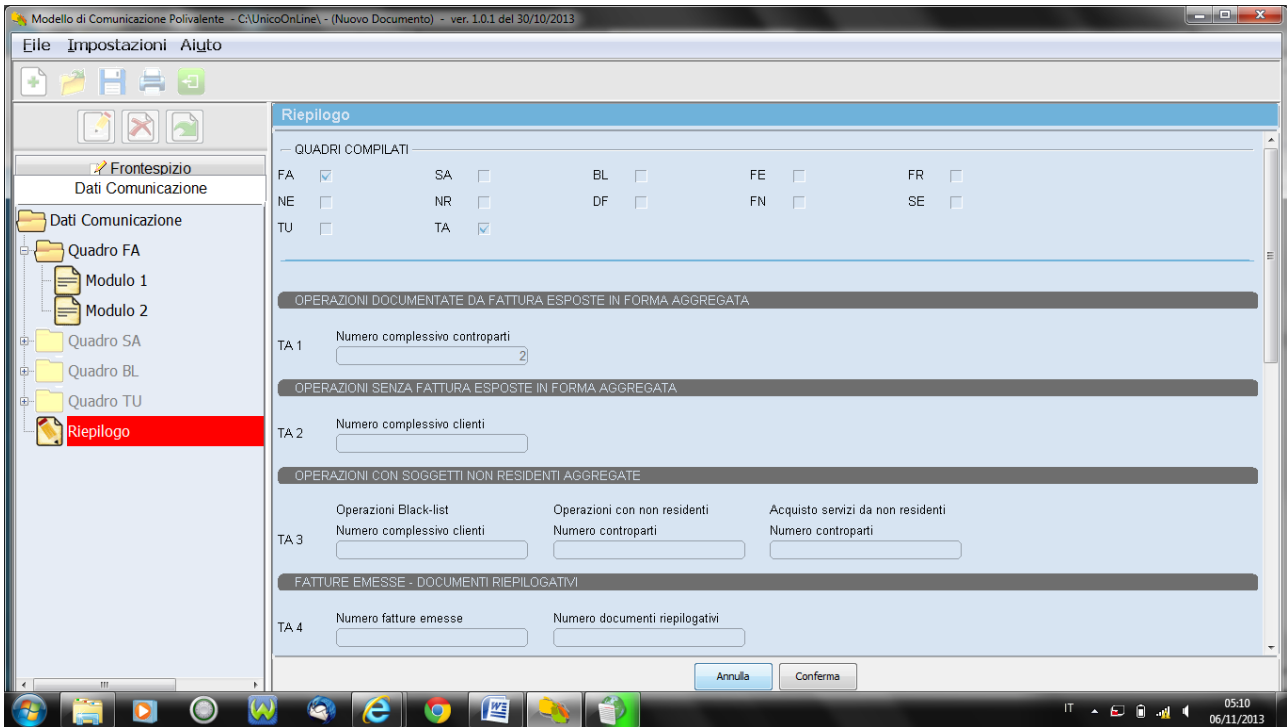 Modello di Comunicazione Polivalente - C:\UnicoOnLine\ - (Nuovo Documento) - ver. 1.0.1 del 30/10/2013
File Impostazioni Aiuto
Frontespizio
Dati Comunicazione
Dati Comunicazione
Quadro FA
Modulo 1
Modulo 2
Quadro SA
Quadro BL
Quadro TU
Riepilogo
Riepilogo
QUADRI COMPILATI
FA SA BL FE FR
NE NR DF FN SE
TU TA
OPERAZIONI DOCUMENTATE DA FATTURA ESPOSTE IN FORMA AGGREGATA
Numero complessivo controparti
TA 1
2
OPERAZIONI SENZA FATTURA ESPOSTE IN FORMA AGGREGATA
Numero complessivo clienti
TA 2
OPERAZIONI CON SOGGETTI NON RESIDENTI AGGREGATE
Operazioni Black-list Operazioni con non residenti Acquisto servizi da non residenti
Numero complessivo clienti Numero controparti Numero controparti
TA 3
FATTURE EMESSE - DOCUMENTI RIEPILOGATIVI
Numero fatture emesse Numero documenti riepilogativi
TA 4
Annulla Conferma
IT
05:10
06/11/2013